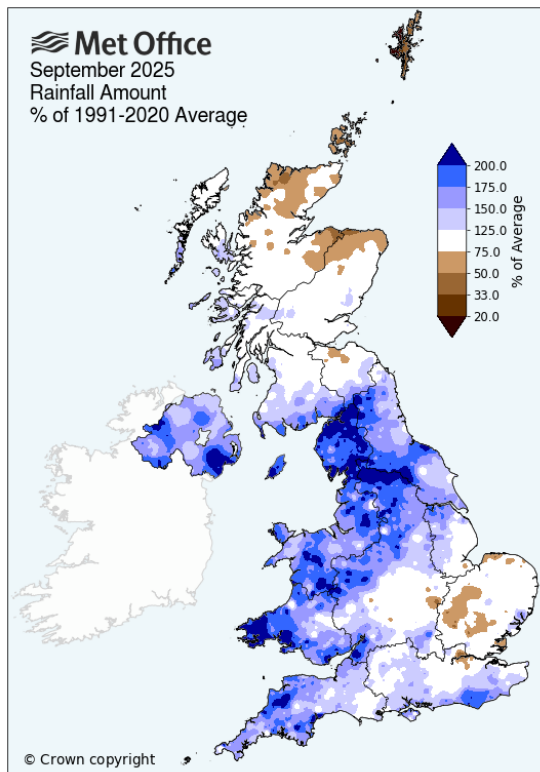 Met Office
September 2025
Rainfall Amount
% of 1991-2020 Average
200.0
175.0
150.0
125.0
75.0
50.0
33.0
20.0
% of Average
© Crown copyright